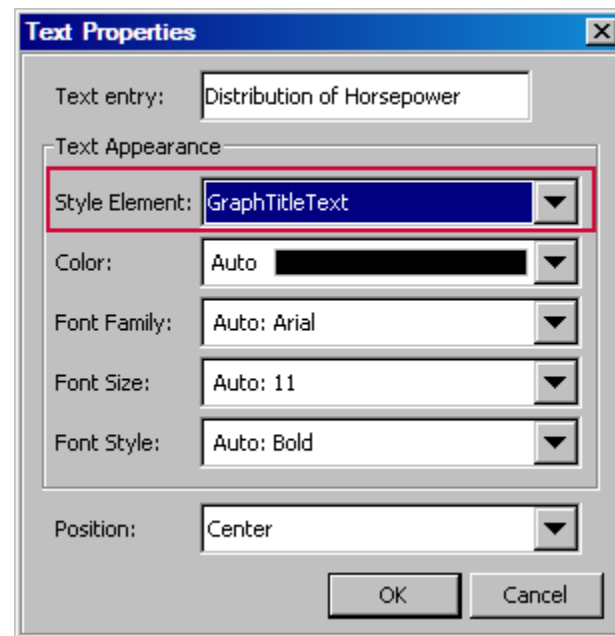 Text Properties
Text entry: Distribution of Horsepower
Text Appearance
Style Element: GraphTitleText
Color: Auto
Font Family: Auto: Arial
Font Size: Auto: 11
Font Style: Auto: Bold
Position: Center
OK Cancel